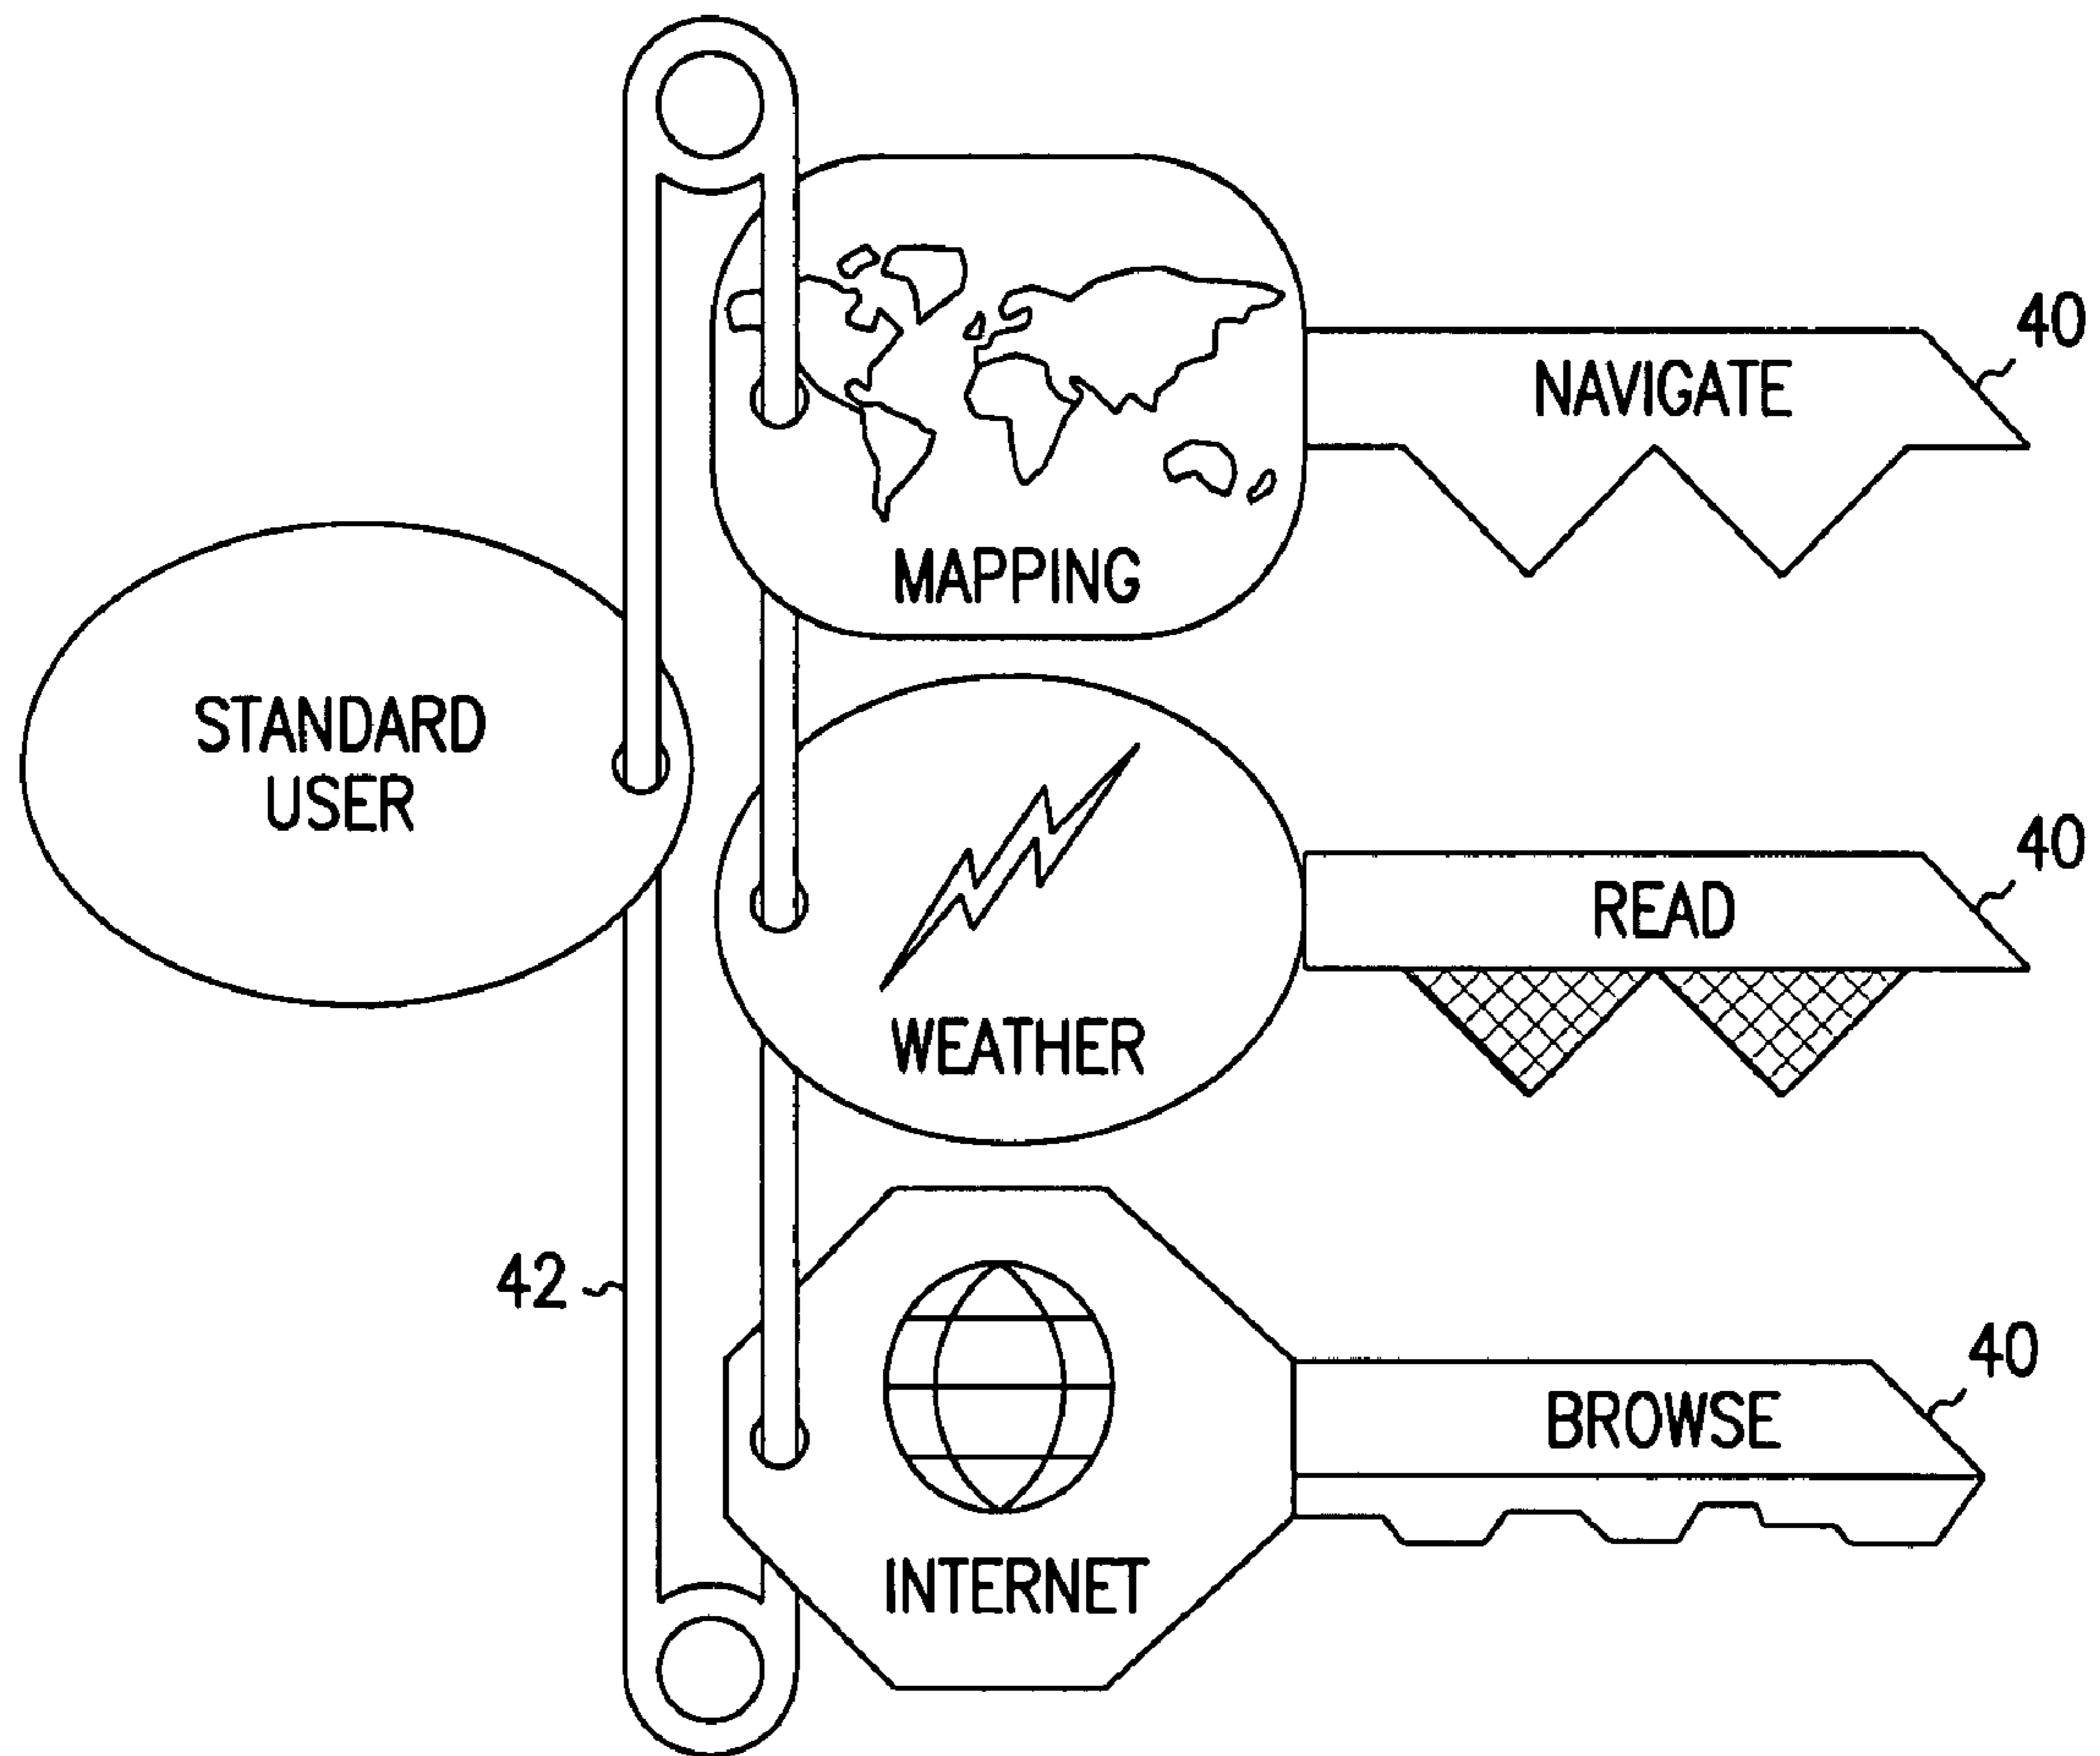 40
NAVIGATE
MAPPING
STANDARD
USER
40
READ
WEATHER
42
40
BROWSE
INTERNET